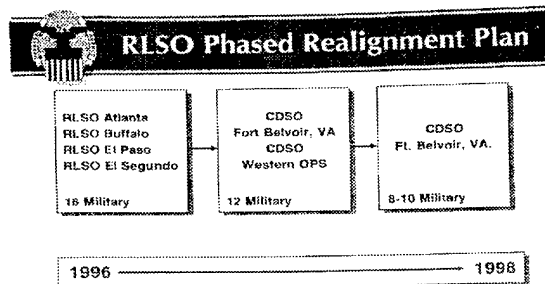 RLSO Phased Realignment Plan
RLSO Atlanta
RLSO Buffalo
RLSO El Paso
RLSO El Segundo
16 Military
CDSO
Fort Belvoir, VA
CDSO
Western OPS
12 Military
CDSO
Ft. Belvoir, VA.
8-10 Military
1996
1998